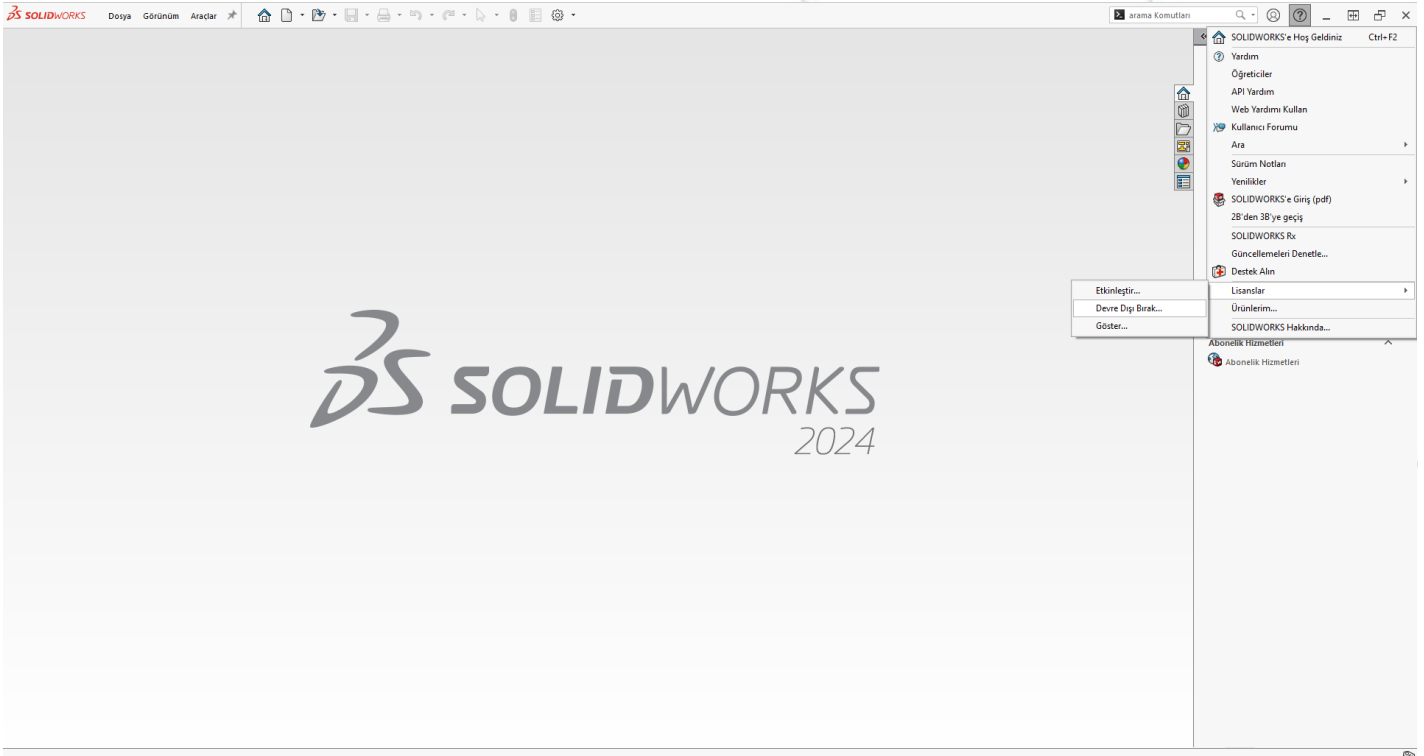 SOLIDWORKS Dosya Görünüm Araçlar arama Komutları
SOLIDWORKS'e Hoş Geldiniz Ctrl+F2
Yardım
Öğreticiler
API Yardım
Web Yardımı Kullan
Kullanıcı Forumu
Ara
Sürüm Notları
Yenilikler
SOLIDWORKS'e Giriş (pdf)
2B'den 3B'ye geçiş
SOLIDWORKS Rx
Güncellemeleri Denetle...
Destek Alın
Lisanslar
Ürünlerim...
SOLIDWORKS Hakkında...
Etkinleştir...
Devre Dışı Bırak...
Göster...
Abonelik Hizmetleri
Abonelik Hizmetleri
SOLIDWORKS
2024